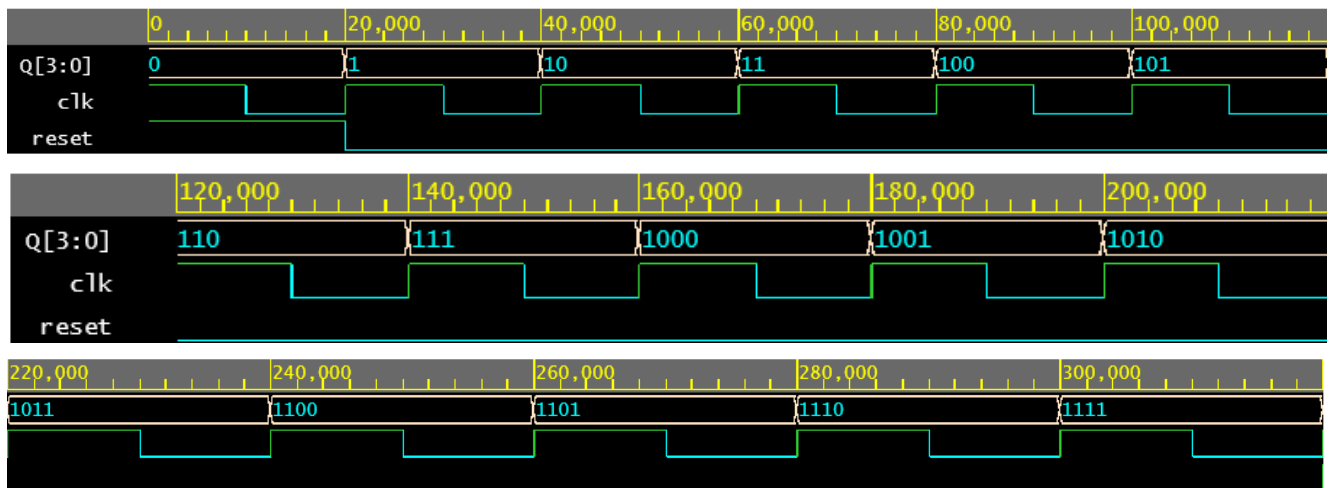 0 20,000 40,000 60,000 80,000 100,000
Q[3:0] 0 1 10 11 100 101
clk
reset
120,000 140,000 160,000 180,000 200,000
Q[3:0] 110 111 1000 1001 1010
clk
reset
220,000 240,000 260,000 280,000 300,000
1011 1100 1101 1110 1111